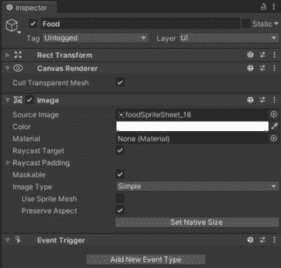 Inspector
Food
Static
Tag Untagged Layer UI
Rect Transform
Canvas Renderer
Cull Transparent Mesh
Image
Source Image foodSpriteSheet_18
Color
Material None (Material)
Raycast Target
Raycast Padding
Maskable
Image Type Simple
Use Sprite Mesh
Preserve Aspect
Set Native Size
Event Trigger
Add New Event Type